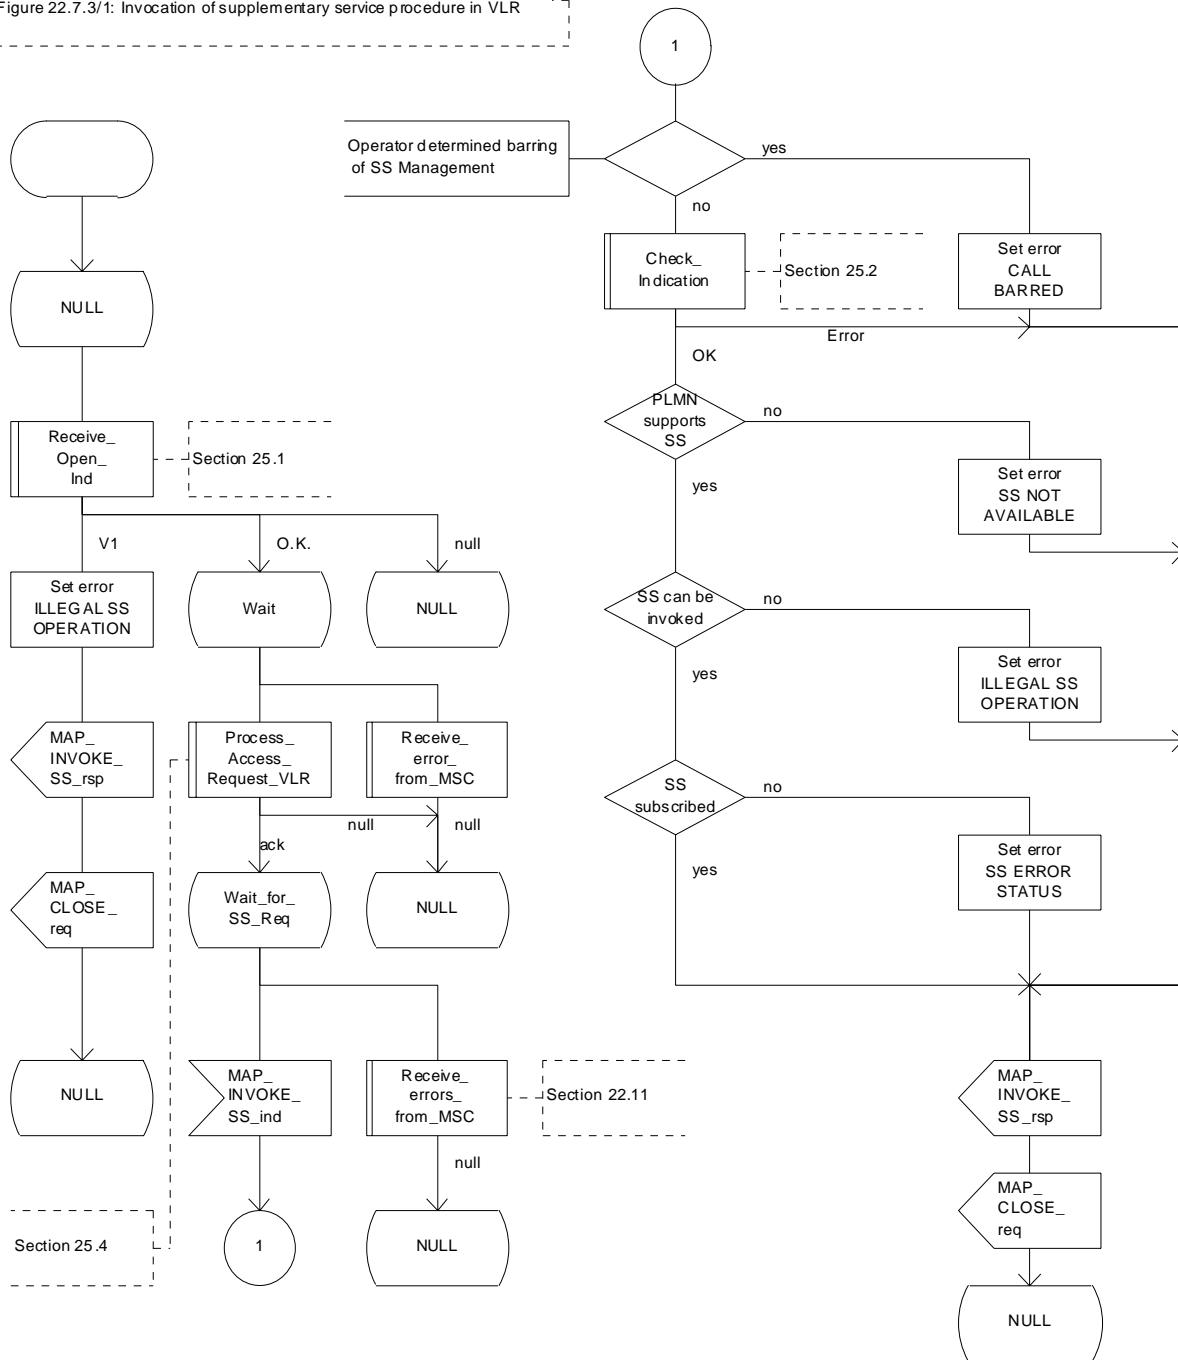 Figure 22.7.3/1: Invocation of supplementary service procedure in VLR
1
Operator determined barring
of SS Management
yes
no
Check_
Indication
Section 25.2
Set error
CALL
BARRED
Error
OK
NULL
PLMN
supports
SS
no
Receive_
Open_
Ind
Section 25.1
Set error
SS NOT
AVAILABLE
yes
V1
O.K.
null
Set error
ILLEGAL SS
OPERATION
Wait
NULL
SS can be
invoked
no
yes
Set error
ILLEGAL SS
OPERATION
MAP_
INVOKE_
SS_rsp
Process_
Access_
Request_VLR
Receive_
error_
from_MSC
SS
subscribed
no
null
null
ack
yes
Set error
SS ERROR
STATUS
MAP_
CLOSE_
req
Wait_for_
SS_Req
NULL
NULL
MAP_
INVOKE_
SS_ind
Receive_
errors_
from_MSC
Section 22.11
MAP_
INVOKE_
SS_rsp
null
MAP_
CLOSE_
req
Section 25.4
1
NULL
NULL